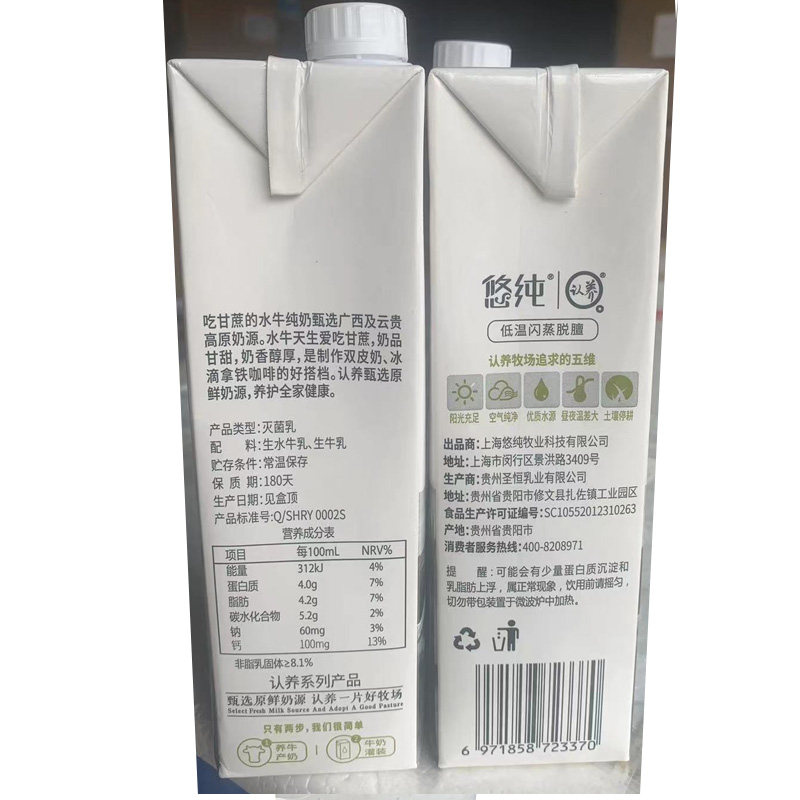 吃甘蔗的水牛纯奶甄选广西及云贵
高原奶源。水牛天生爱吃甘蔗，奶品
甘甜，奶香醇厚，是制作双皮奶、冰
滴拿铁咖啡的好搭档。认养甄选原
鲜奶源，养护全家健康。
产品类型：灭菌乳
配 料：生水牛乳、生牛乳
贮存条件：常温保存
保 质 期：180天
生产日期：见盒顶
产品标准号：Q/SHRY 0002S
营养成分表
项目 每100mL NRV%
能量 312kJ 4%
蛋白质 4.0g 7%
脂肪 4.2g 7%
碳水化合物 5.2g 2%
钠 60mg 3%
钙 100mg 13%
非脂乳固体≥8.1%
认养系列产品
甄选原鲜奶源 认养一片好牧场
Select Fresh Milk Source And Adopt A Good Pasture
只有两步，我们很简单
1 养牛产奶 2 牛奶灌装
悠纯® 认养®
低温闪蒸脱膻
认养牧场追求的五维
阳光充足 空气纯净 优质水源 昼夜温差大 土壤停耕
出品商：上海悠纯牧业科技有限公司
地址：上海市闵行区景洪路3409号
生产商：贵州圣恒乳业有限公司
地址：贵州省贵阳市修文县扎佐镇工业园区
食品生产许可证编号：SC10552012310263
产地：贵州省贵阳市
消费者服务热线：400-8208971
提 醒：可能会有少量蛋白质沉淀和
乳脂肪上浮，属正常现象，饮用前请摇匀，
切勿带包装置于微波炉中加热。
6 971858 723370